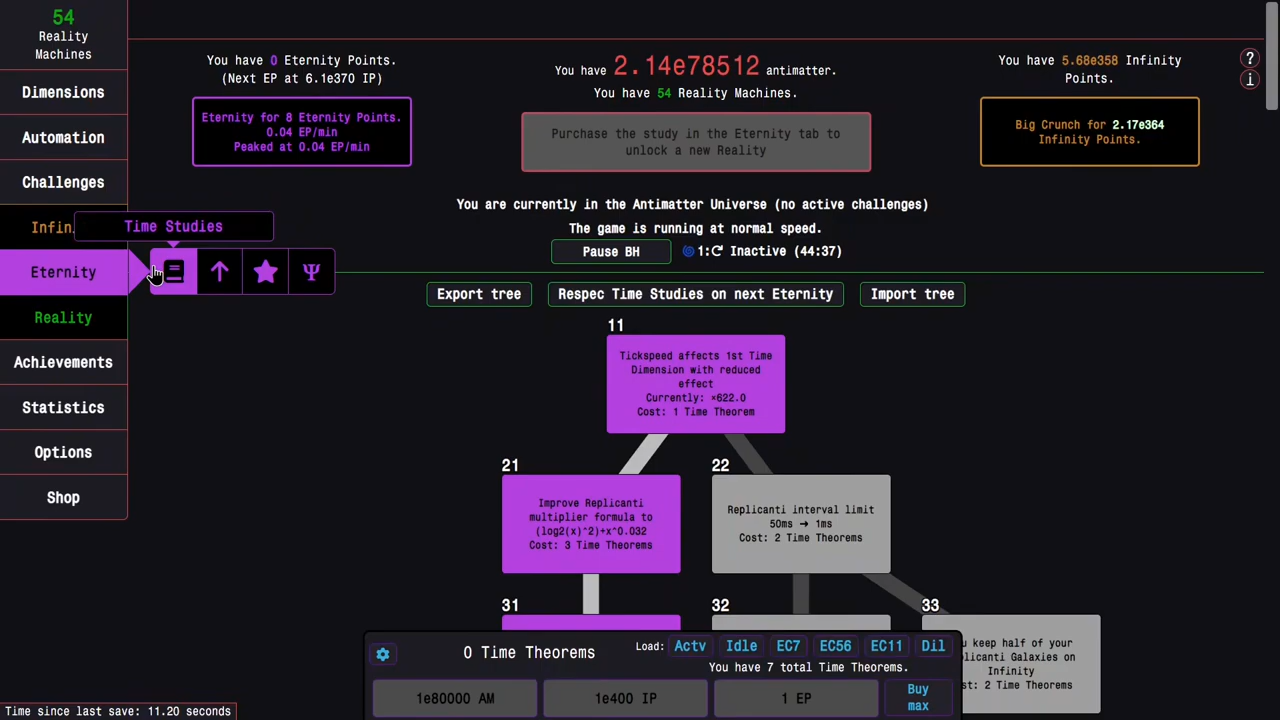 54
Reality
Machines
Dimensions
Automation
Challenges
Infin
Eternity
Reality
Achievements
Statistics
Options
Shop
Time Studies
Ψ
You have 0 Eternity Points.
(Next EP at 6.1e370 IP)
Eternity for 8 Eternity Points.
0.04 EP/min
Peaked at 0.04 EP/min
You have 2.14e78512 antimatter.
You have 54 Reality Machines.
Purchase the study in the Eternity tab to
unlock a new Reality
You have 5.68e358 Infinity
Points.
Big Crunch for 2.17e364
Infinity Points.
?
i
You are currently in the Antimatter Universe (no active challenges)
The game is running at normal speed.
Pause BH
1: Inactive (44:37)
Export tree
Respec Time Studies on next Eternity
Import tree
11
Tickspeed affects 1st Time
Dimension with reduced
effect
Currently: ×622.0
Cost: 1 Time Theorem
21
Improve Replicanti
multiplier formula to
(log2(x)^2)+x^0.032
Cost: 3 Time Theorems
22
Replicanti interval limit
50ms → 1ms
Cost: 2 Time Theorems
31
32
33
u keep half of your
plicanti Galaxies on
Infinity
st: 2 Time Theorems
0 Time Theorems
Load: Actv Idle EC7 EC56 EC11 Dil
You have 7 total Time Theorems.
1e80000 AM
1e400 IP
1 EP
Buy
max
Time since last save: 11.20 seconds